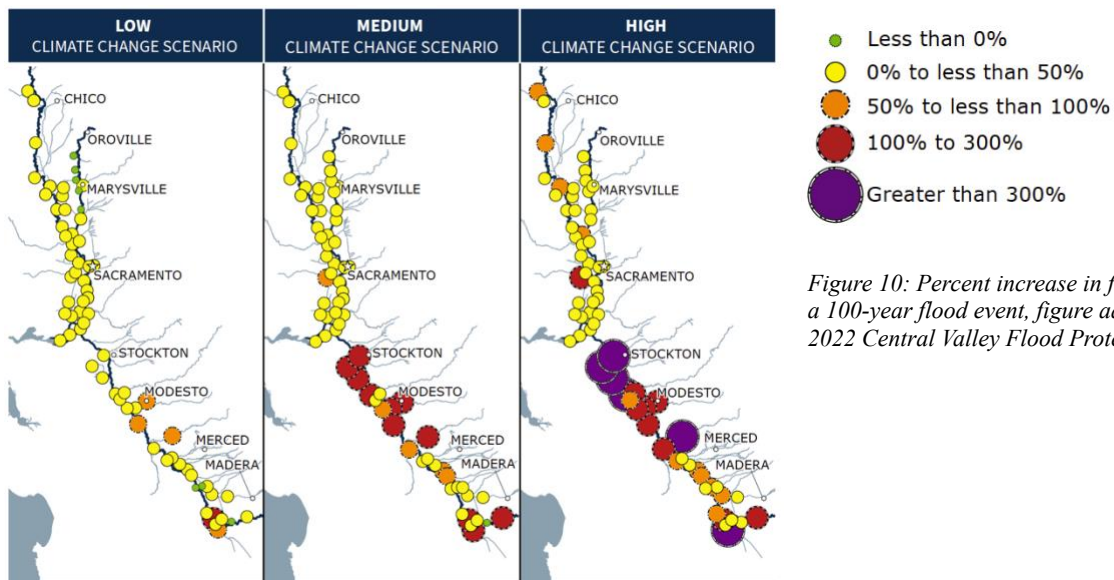 LOW
CLIMATE CHANGE SCENARIO
CHICO
OROVILLE
MARYSVILLE
SACRAMENTO
STOCKTON
MODESTO
MERCED
MADERA
MEDIUM
CLIMATE CHANGE SCENARIO
CHICO
OROVILLE
MARYSVILLE
SACRAMENTO
STOCKTON
MODESTO
MERCED
MADERA
HIGH
CLIMATE CHANGE SCENARIO
CHICO
OROVILLE
MARYSVILLE
SACRAMENTO
STOCKTON
MODESTO
MERCED
MADERA
Less than 0%
0% to less than 50%
50% to less than 100%
100% to 300%
Greater than 300%
Figure 10: Percent increase in
a 100-year flood event, figure
2022 Central Valley Flood